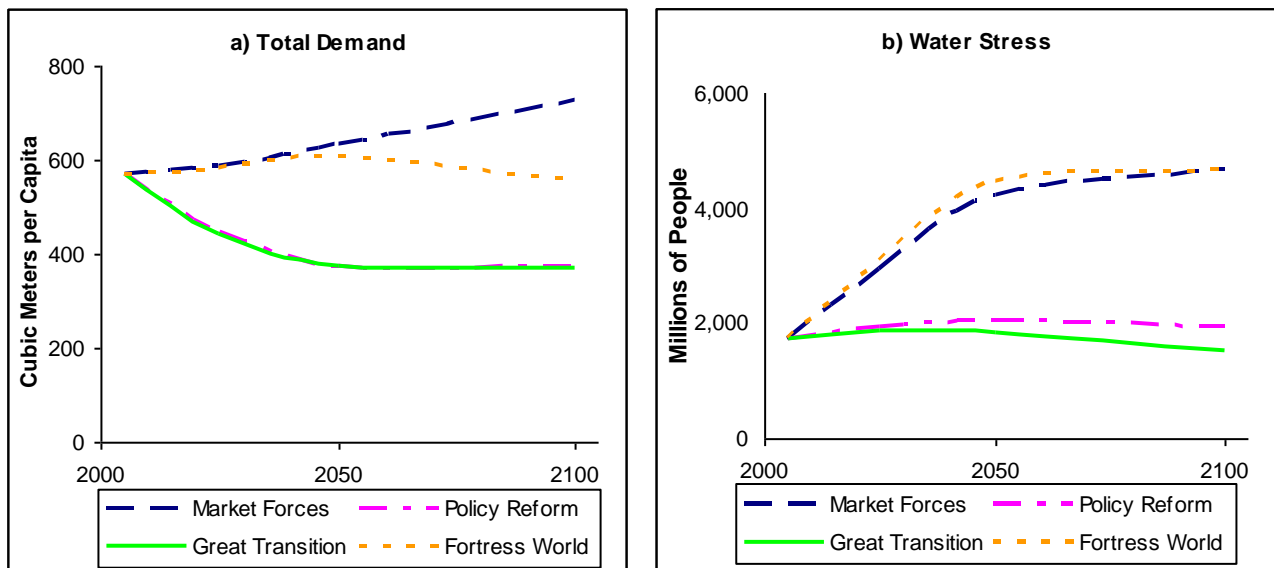 a) Total Demand
Cubic Meters per Capita
800
600
400
200
0
2000 2050 2100
Market Forces Policy Reform
Great Transition Fortress World
b) Water Stress
Millions of People
6,000
4,000
2,000
0
2000 2050 2100
Market Forces Policy Reform
Great Transition Fortress World